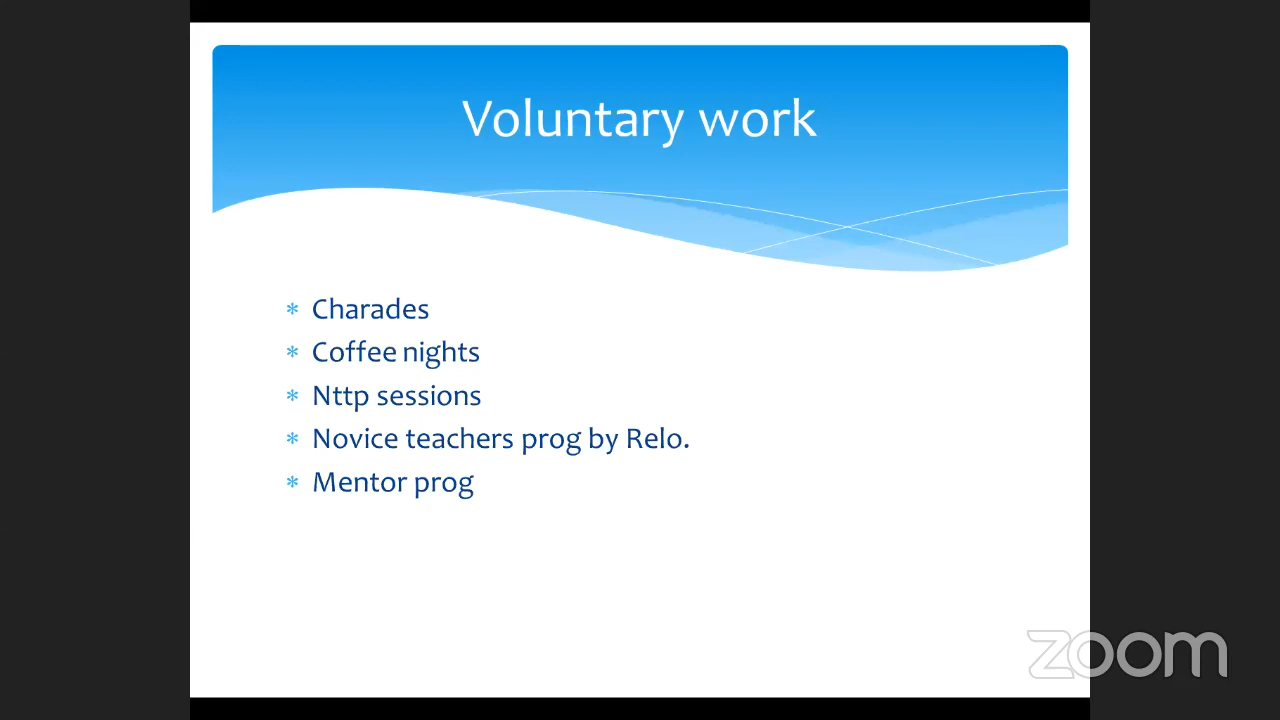 Voluntary work
* Charades
* Coffee nights
* Nttp sessions
* Novice teachers prog by Relo.
* Mentor prog
zoom